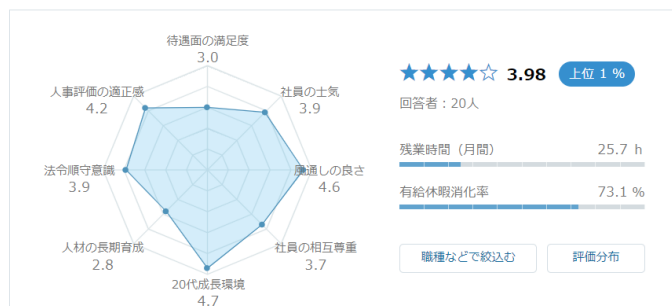 待遇面の満足度
3.0
人事評価の適正感
4.2
社員の士気
3.9
法令順守意識
3.9
風通しの良さ
4.6
人材の長期育成
2.8
社員の相互尊重
3.7
20代成長環境
4.7
★★★★☆ 3.98 上位 1 %
回答者：20人
残業時間（月間） 25.7 h
有給休暇消化率 73.1 %
職種などで絞込む 評価分布